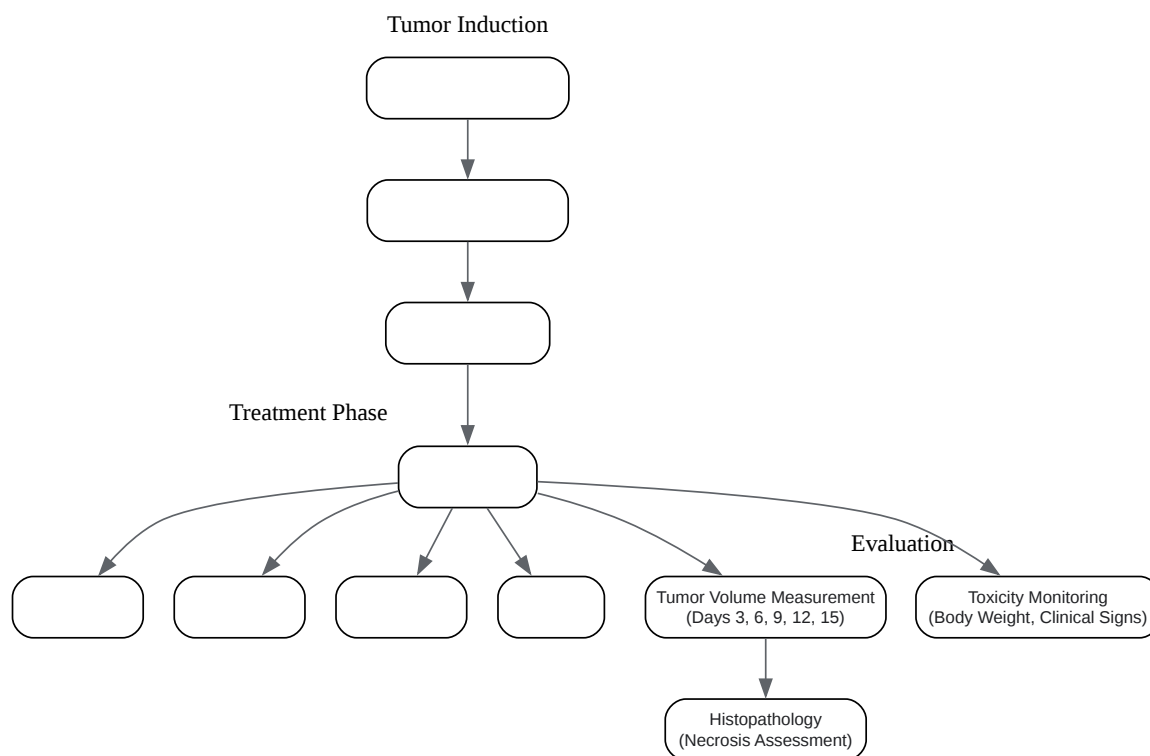 Tumor Induction
Treatment Phase
Evaluation
Tumor Volume Measurement
(Days 3, 6, 9, 12, 15)
Toxicity Monitoring
(Body Weight, Clinical Signs)
Histopathology
(Necrosis Assessment)